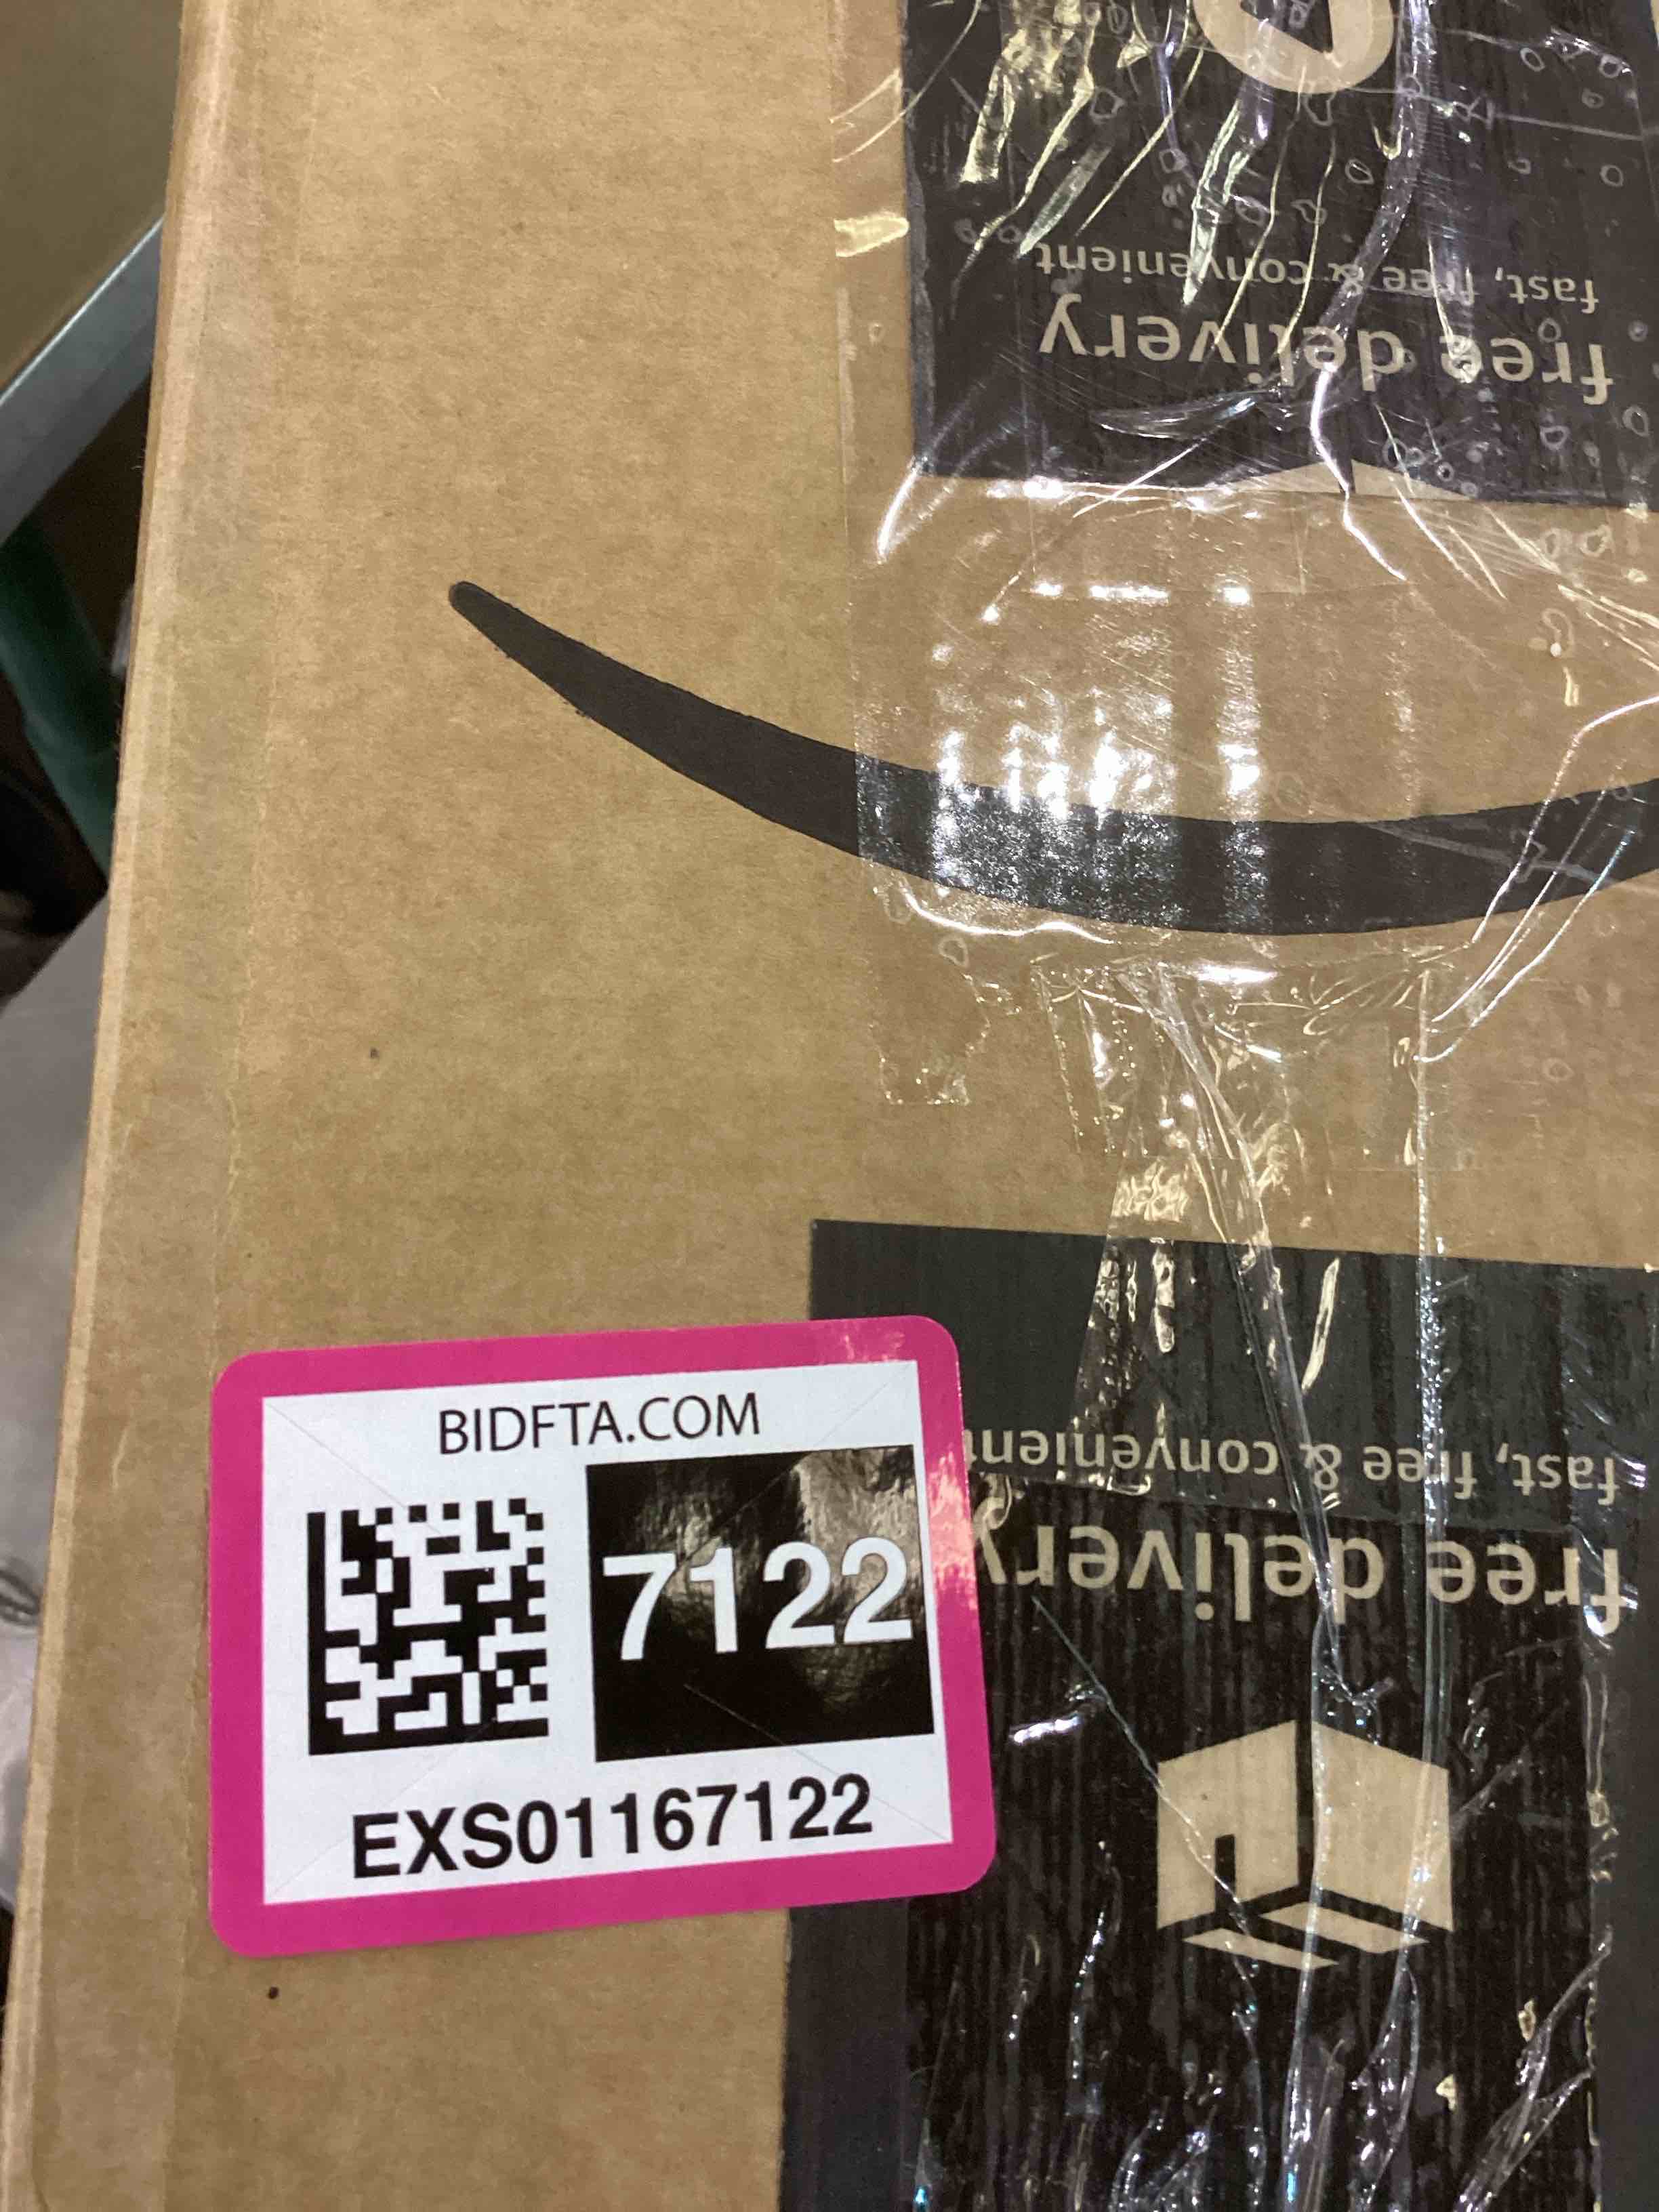 fast, free & convenient
free delivery
fast, free & convenient
free delivery
BIDFTA.COM
7122
EXS01167122